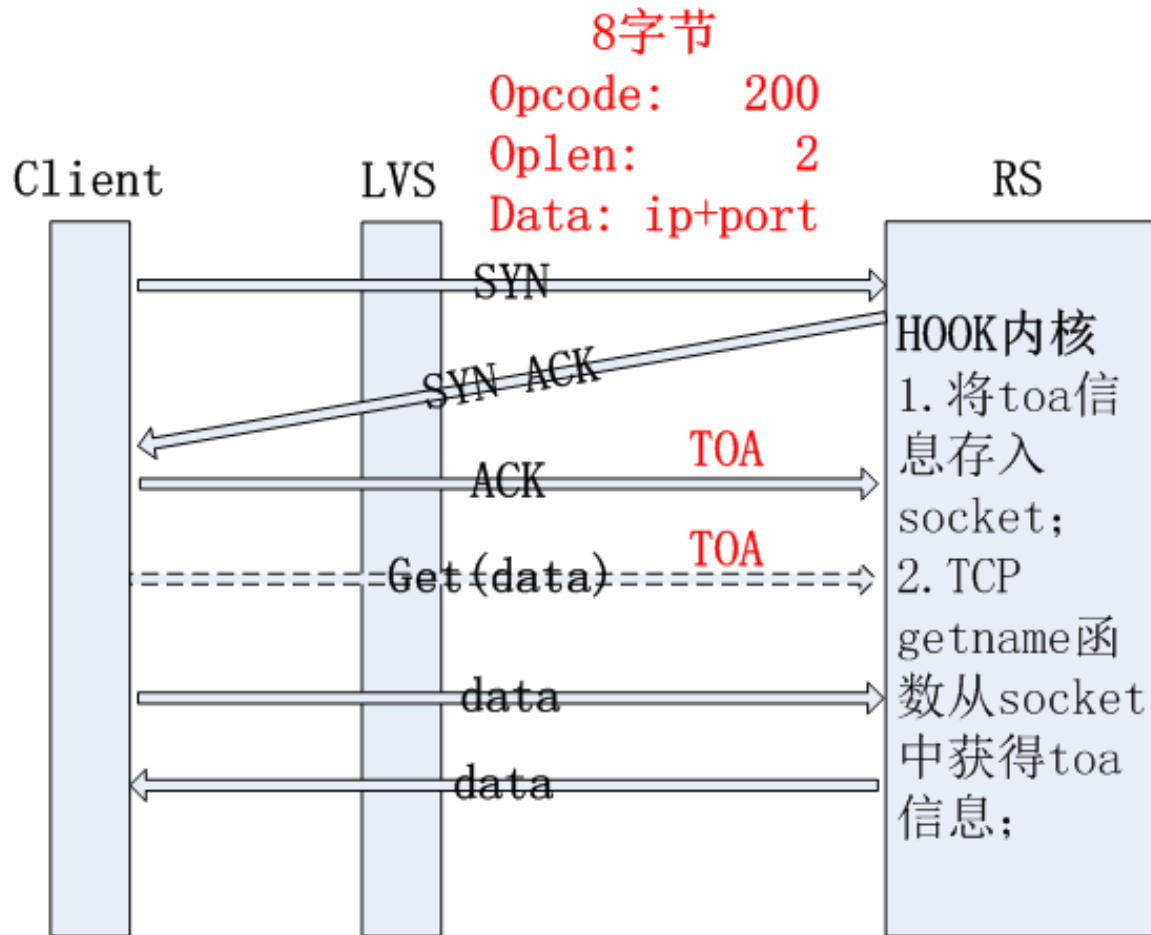 8字节
Opcode: 200
Oplen: 2
Data: ip+port
Client
LVS
RS
SYN
SYN ACK
ACK
TOA
Get(data)
TOA
data
data
HOOK内核
1.将toa信
息存入
socket;
2.TCP
getname函
数从socket
中获得toa
信息;